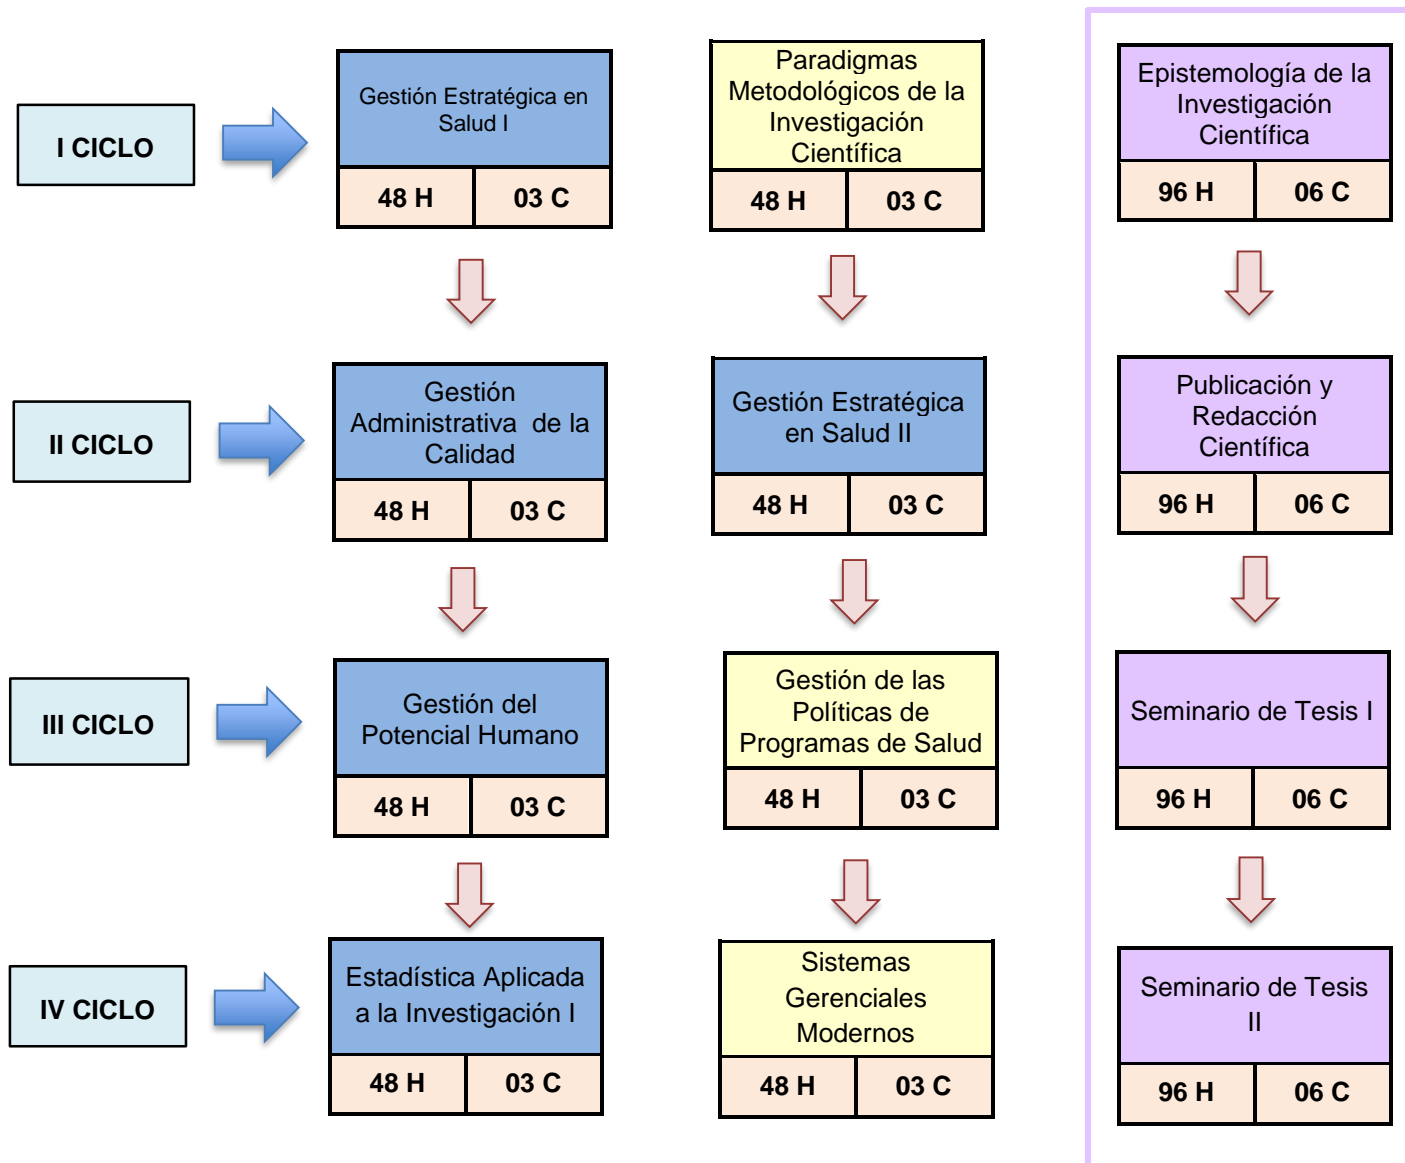 I CICLO
Gestión Estratégica en
Salud I
48 H
03 C
Paradigmas
Metodológicos de la
Investigación
Científica
48 H
03 C
Epistemología de la
Investigación
Científica
96 H
06 C
II CICLO
Gestión
Administrativa de la
Calidad
48 H
03 C
Gestión Estratégica
en Salud II
48 H
03 C
Publicación y
Redacción
Científica
96 H
06 C
III CICLO
Gestión del
Potencial Humano
48 H
03 C
Gestión de las
Políticas de
Programas de Salud
48 H
03 C
Seminario de Tesis I
96 H
06 C
IV CICLO
Estadística Aplicada
a la Investigación I
48 H
03 C
Sistemas
Gerenciales
Modernos
48 H
03 C
Seminario de Tesis
II
96 H
06 C